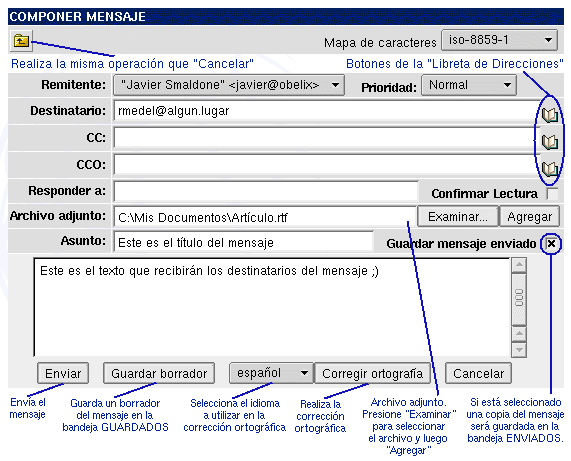 COMPONER MENSAJE
Mapa de caracteres iso-8859-1
Realiza la misma operación que "Cancelar" Botones de la "Libreta de Direcciones"
Remitente: "Javier Smaldone" <javier@obelix> Prioridad: Normal
Destinatario: rmedel@algun.lugar
CC:
CCO:
Responder a: Confirmar Lectura
Archivo adjunto: C:\Mis Documentos\Artículo.rtf Examinar... Agregar
Asunto: Este es el título del mensaje Guardar mensaje enviado
Este es el texto que recibirán los destinatarios del mensaje ;)
Enviar Guardar borrador español Corregir ortografía Cancelar
Envía el
mensaje
Guarda un borrador
del mensaje en la
bandeja GUARDADOS
Selecciona el idioma
a utilizar en la
corrección ortográfica
Realiza la
corrección
ortográfica
Archivo adjunto.
Presione "Examinar"
para seleccionar
el archivo y luego
"Agregar"
Si está seleccionado
una copia del mensaje
será guardada en la
bandeja ENVIADOS.